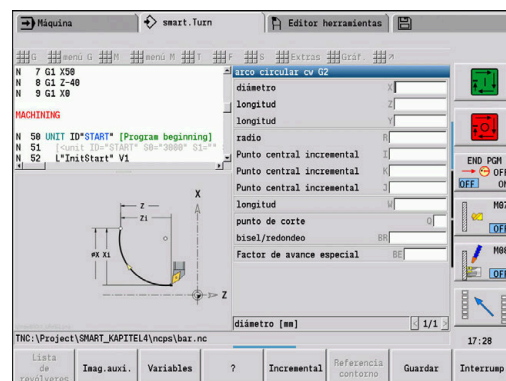 Máquina
smart.Turn
Editor herramientas
G
menú G
M
menú M
T
F
S
Extras
Gráf.
N 7 G1 X50
N 8 G1 Z-40
N 9 G1 X0
MACHINING
N 50 UNIT ID"START" [Program beginning]
N 51 [<unit ID="START" S0="3000" S1=""
N 52 L"InitStart" V1
arco circular cv G2
diámetro X
longitud Z
longitud Y
radio R
Punto central incremental I
Punto central incremental K
Punto central incremental J
longitud W
punto de corte Q
bisel/redondeo BR
Factor de avance especial BE
diámetro [mm]
1/1
X
Z
Zi
øX Xi
Z
END PGM
OFF
OFF ON
M07
OFF
M08
OFF
TNC:\Project\SMART_KAPITEL4\ncps\bar.nc
17:28
Lista de revólveres
Imag.auxi.
Variables
?
Incremental
Referencia contorno
Guardar
Interrump